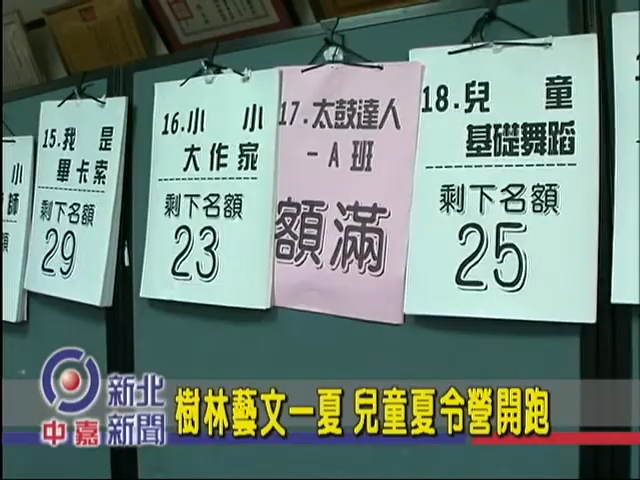 小
師
額
15.我是
畢卡索
剩下名額
29
16.小小
大作家
剩下名額
23
17.太鼓達人
-A班
額滿
18.兒童
基礎舞蹈
剩下名額
25
新北
中嘉新聞
樹林藝文一夏 兒童夏令營開跑